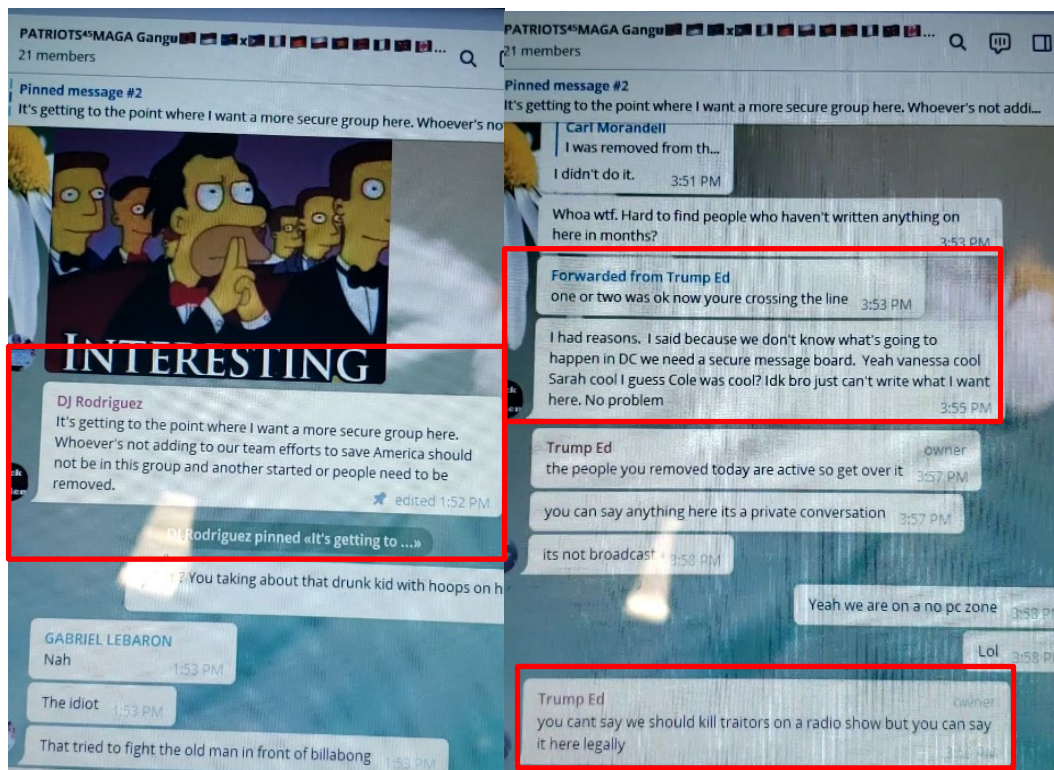 PATRIOTS⁴⁵MAGA Gangu
21 members
Pinned message #2
It's getting to the point where I want a more secure group here. Whoever's no
INTERESTING
DJ Rodriguez
It's getting to the point where I want a more secure group here.
Whoever's not adding to our team efforts to save America should
not be in this group and another started or people need to be
removed.
edited 1:52 PM
DJ Rodriguez pinned «It's getting to ...»
? You taking about that drunk kid with hoops on h
GABRIEL LEBARON
Nah
1:53 PM
The idiot 1:53 PM
That tried to fight the old man in front of billabong 1:53 PM
PATRIOTS⁴⁵MAGA Gangu
21 members
Pinned message #2
It's getting to the point where I want a more secure group here. Whoever's not addi...
Carl Morandell
I was removed from th...
I didn't do it. 3:51 PM
Whoa wtf. Hard to find people who haven't written anything on
here in months? 3:53 PM
Forwarded from Trump Ed
one or two was ok now youre crossing the line 3:53 PM
I had reasons. I said because we don't know what's going to
happen in DC we need a secure message board. Yeah vanessa cool
Sarah cool I guess Cole was cool? Idk bro just can't write what I want
here. No problem 3:55 PM
Trump Ed owner
the people you removed today are active so get over it 3:57 PM
you can say anything here its a private conversation 3:57 PM
its not broadcast 3:58 PM
Yeah we are on a no pc zone 3:58 P
Lol 3:58 P
Trump Ed owner
you cant say we should kill traitors on a radio show but you can say
it here legally